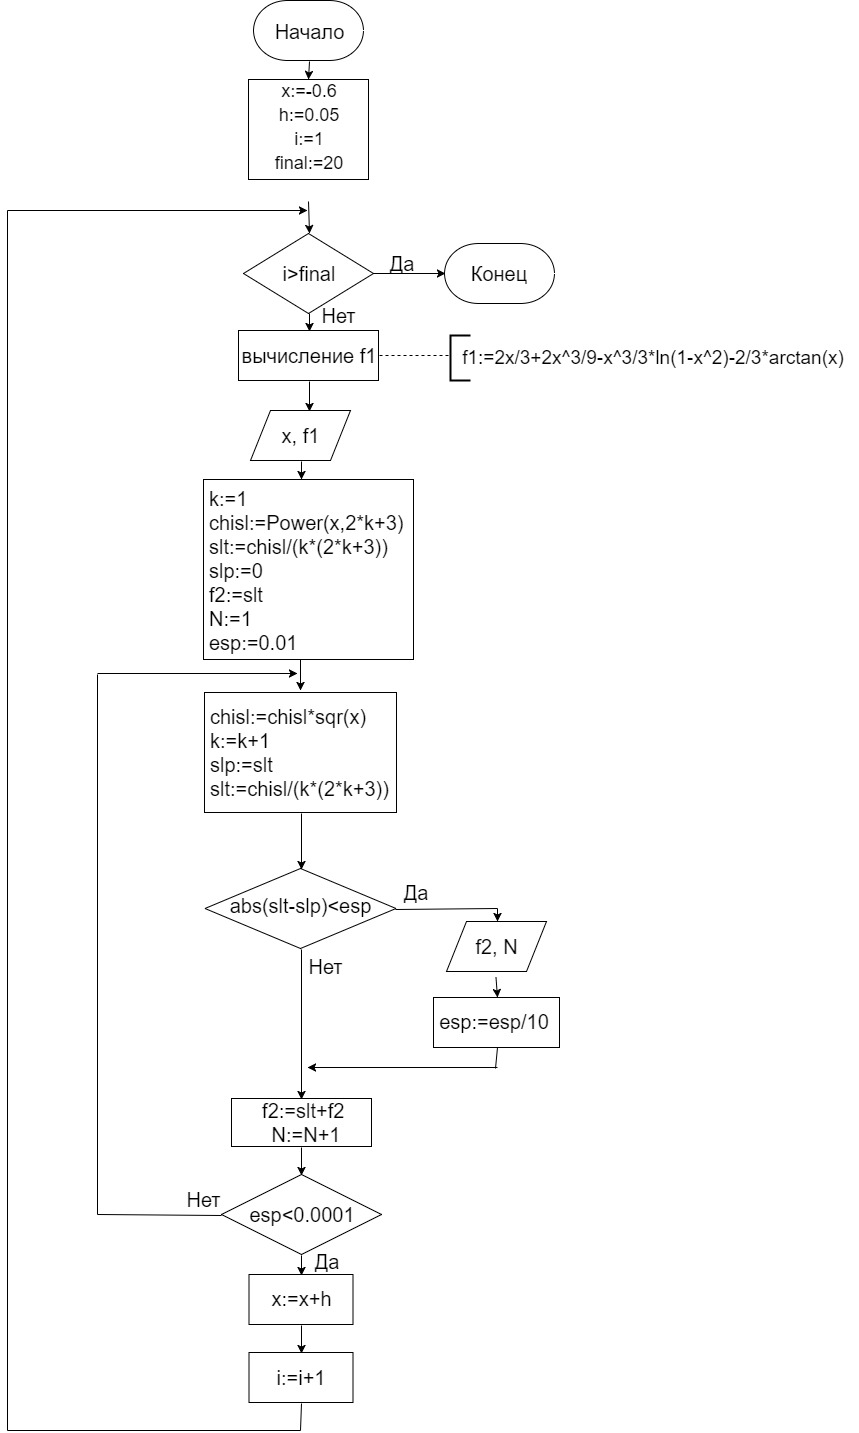 Начало
x:=-0.6
h:=0.05
i:=1
final:=20
i>final
Да
Конец
Нет
вычисление f1
f1:=2x/3+2x^3/9-x^3/3*ln(1-x^2)-2/3*arctan(x)
x, f1
k:=1
chisl:=Power(x,2*k+3)
slt:=chisl/(k*(2*k+3))
slp:=0
f2:=slt
N:=1
esp:=0.01
chisl:=chisl*sqr(x)
k:=k+1
slp:=slt
slt:=chisl/(k*(2*k+3))
abs(slt-slp)<esp
Да
f2, N
Нет
esp:=esp/10
f2:=slt+f2
N:=N+1
Нет
esp<0.0001
Да
x:=x+h
i:=i+1